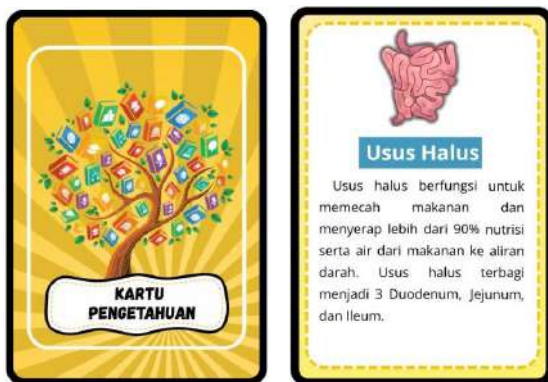 KARTU
PENGETAHUAN
Usus Halus
Usus halus berfungsi untuk
memecah makanan dan
menyerap lebih dari 90% nutrisi
serta air dari makanan ke aliran
darah. Usus halus terbagi
menjadi 3 Duodenum, Jejunum,
dan Ileum.